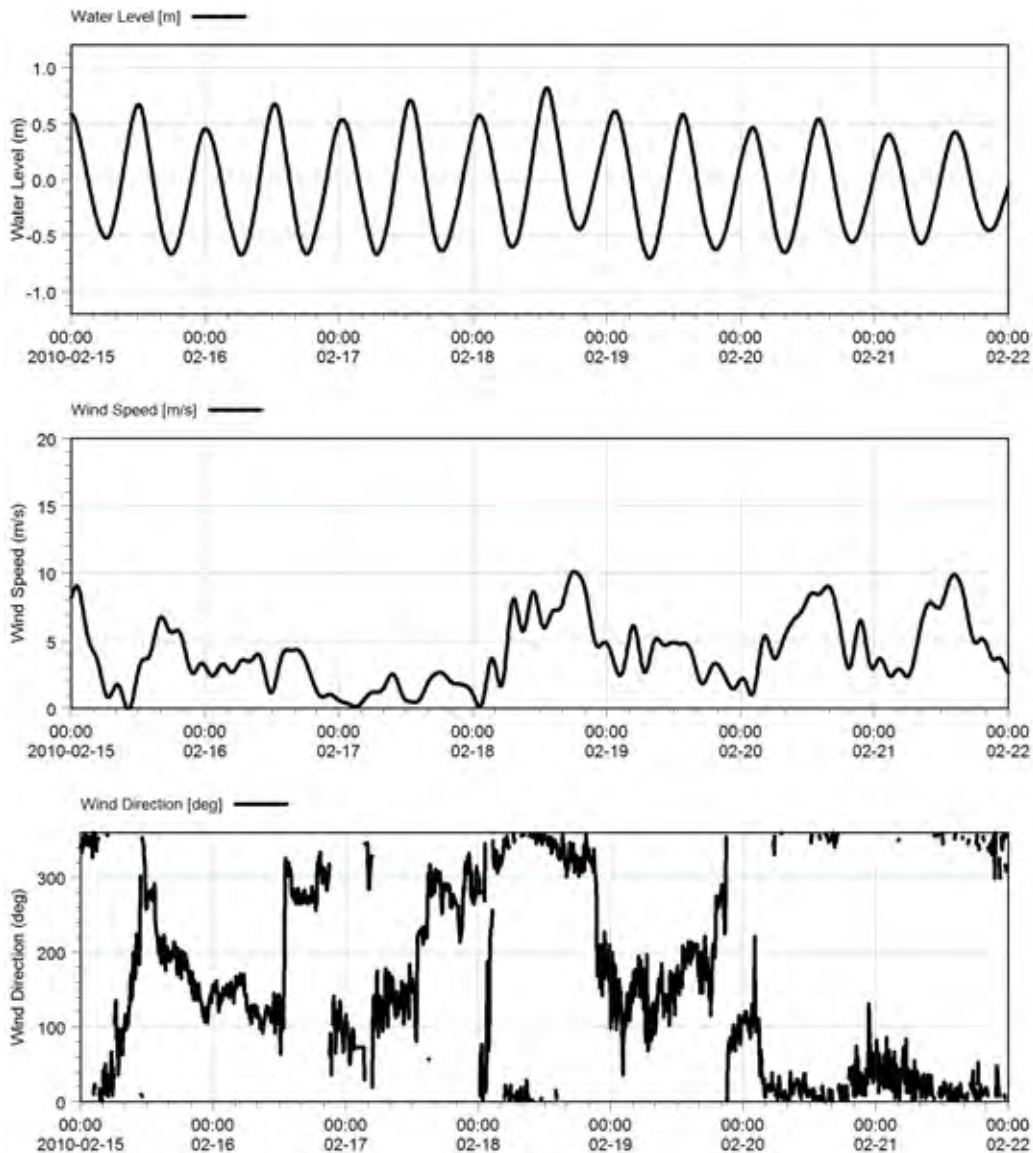 Water Level [m]
1.0
0.5
0.0
-0.5
-1.0
Water Level (m)
00:00 00:00 00:00 00:00 00:00 00:00 00:00 00:00
2010-02-15 02-16 02-17 02-18 02-19 02-20 02-21 02-22
Wind Speed [m/s]
20
15
10
5
0
Wind Speed (m/s)
00:00 00:00 00:00 00:00 00:00 00:00 00:00 00:00
2010-02-15 02-16 02-17 02-18 02-19 02-20 02-21 02-22
Wind Direction [deg]
300
200
100
0
Wind Direction (deg)
00:00 00:00 00:00 00:00 00:00 00:00 00:00 00:00
2010-02-15 02-16 02-17 02-18 02-19 02-20 02-21 02-22